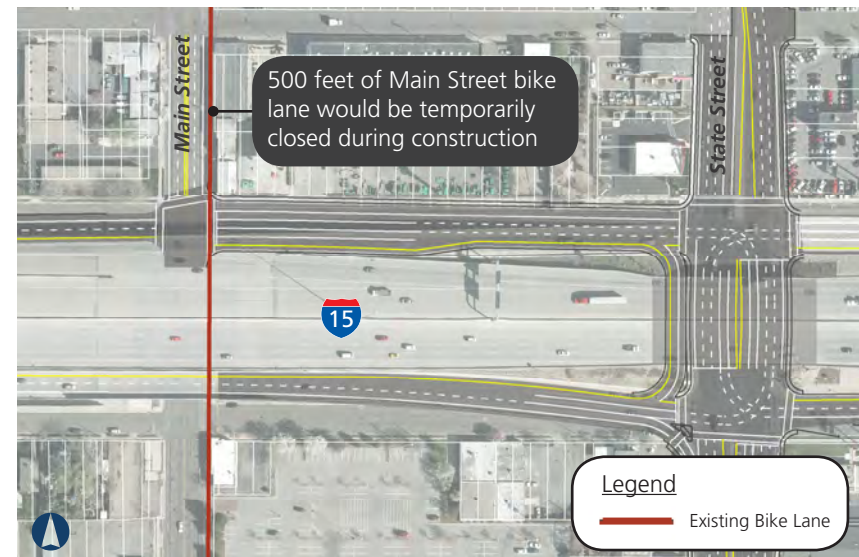 Main Street
500 feet of Main Street bike
lane would be temporarily
closed during construction
State Street
15
Legend
Existing Bike Lane